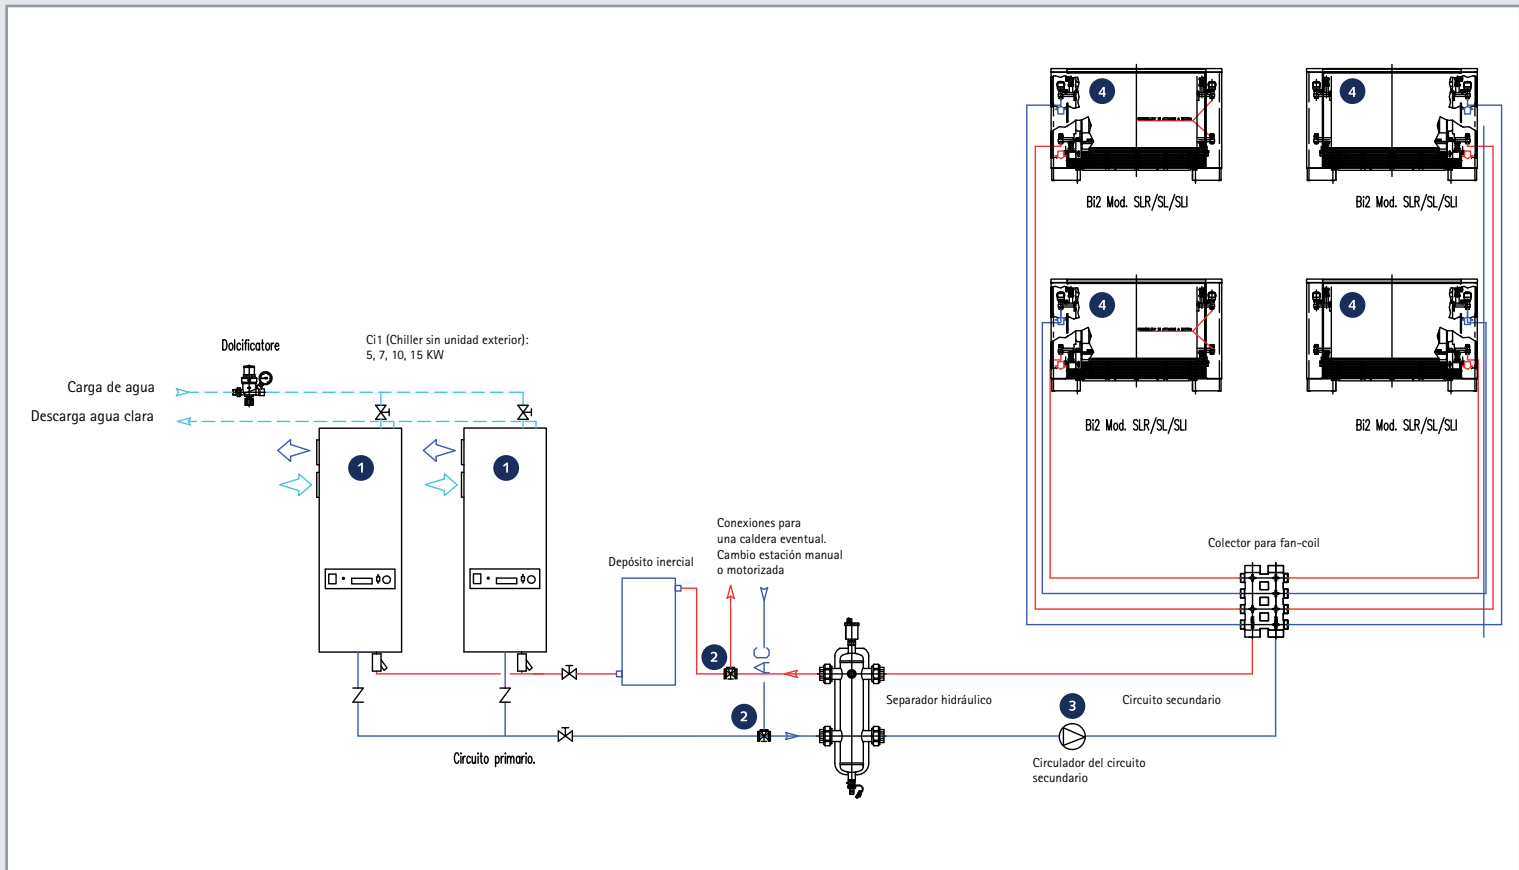 4
4
Bi2 Mod. SLR/SL/SLI
Bi2 Mod. SLR/SL/SLI
4
4
Bi2 Mod. SLR/SL/SLI
Bi2 Mod. SLR/SL/SLI
Dolcificatore
Ci1 (Chiller sin unidad exterior):
5, 7, 10, 15 KW
Carga de agua
Descarga agua clara
1
1
Conexiones para
una caldera eventual.
Cambio estación manual
o motorizada
Depósito inercial
Colector para fan-coil
AC
2
2
Separador hidráulico
3
Circuito secundario
Circuito primario.
Circulador del circuito
secundario